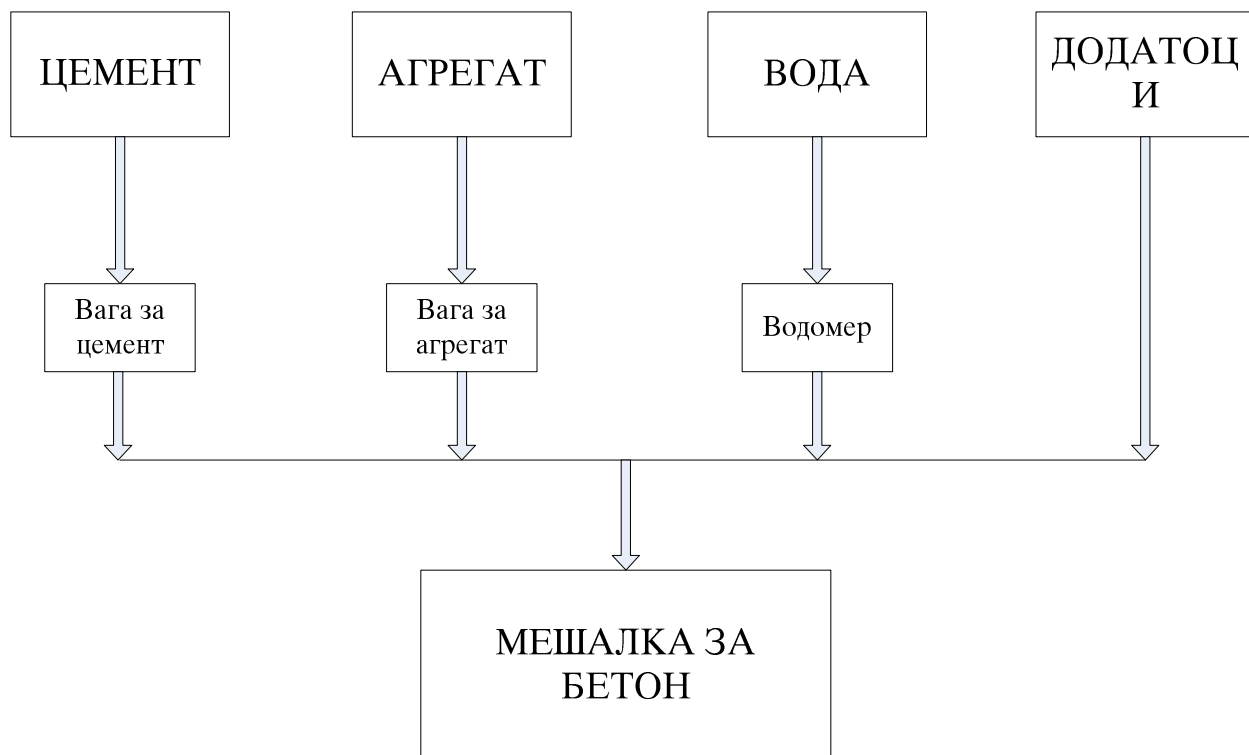 ЦЕМЕНТ
АГРЕГАТ
ВОДА
ДОДАТОЦ
И
Вага за
цемент
Вага за
агрегат
Водомер
МЕШАЛКА ЗА
БЕТОН